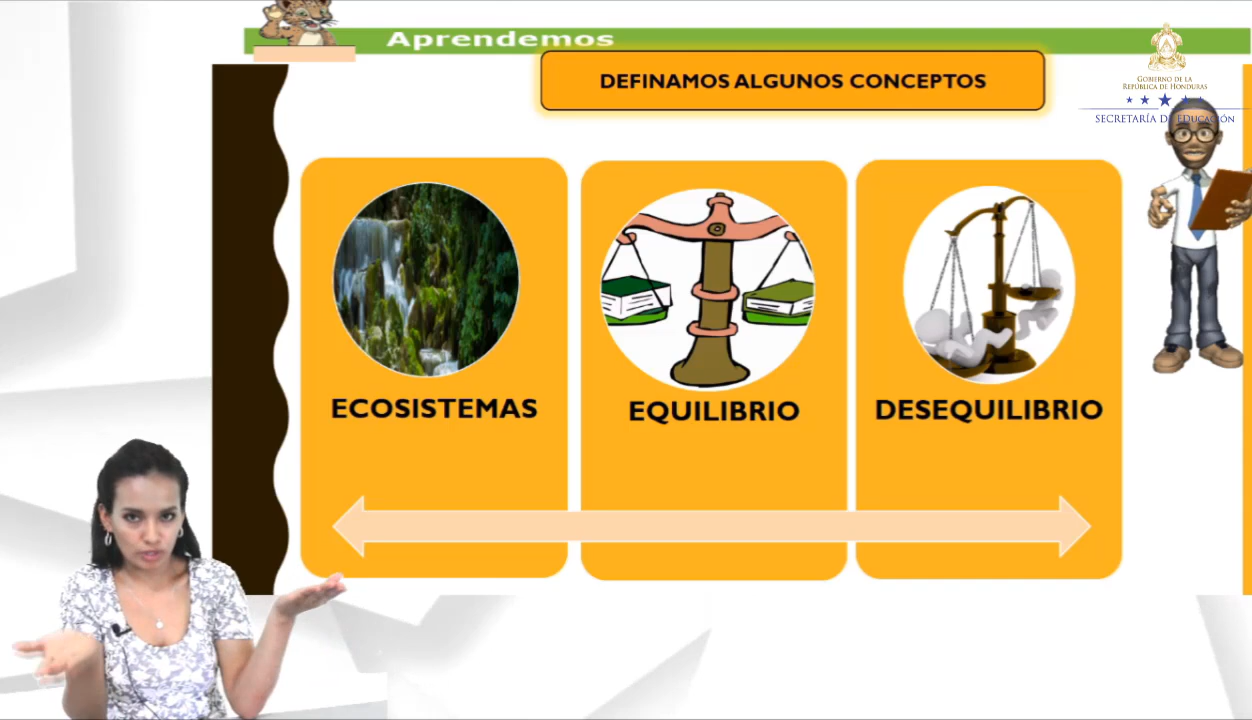 Aprendemos
DEFINAMOS ALGUNOS CONCEPTOS
GOBIERNO DE LA
REPÚBLICA DE HONDURAS
SECRETARÍA DE EDUCACIÓN
ECOSISTEMAS
EQUILIBRIO
DESEQUILIBRIO